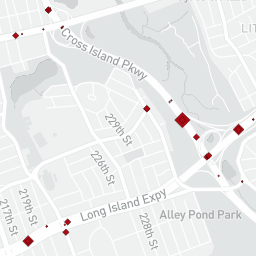 LIT
Cross Island Pkwy
229th St
226th St
219th St
217th St
Long Island Expy
228th St
Alley Pond Park